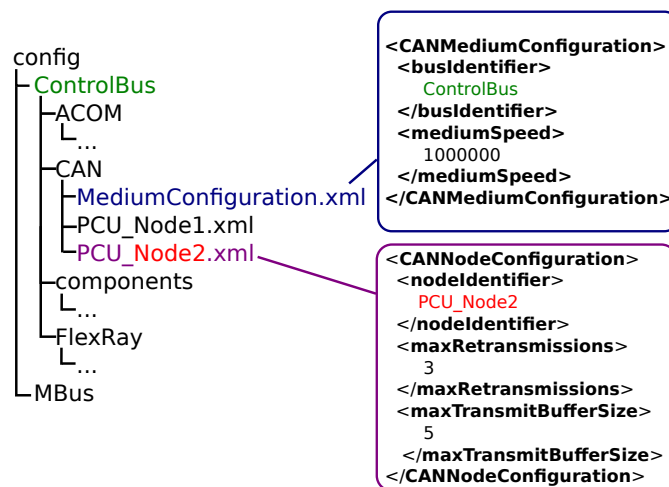 config
ControlBus
ACOM
...
CAN
MediumConfiguration.xml
PCU_Node1.xml
PCU_Node2.xml
components
...
FlexRay
...
MBus
<CANMediumConfiguration>
<busIdentifier>
ControlBus
</busIdentifier>
<mediumSpeed>
1000000
</mediumSpeed>
</CANMediumConfiguration>
<CANNodeConfiguration>
<nodeIdentifier>
PCU_Node2
</nodeIdentifier>
<maxRetransmissions>
3
</maxRetransmissions>
<maxTransmitBufferSize>
5
</maxTransmitBufferSize>
</CANNodeConfiguration>